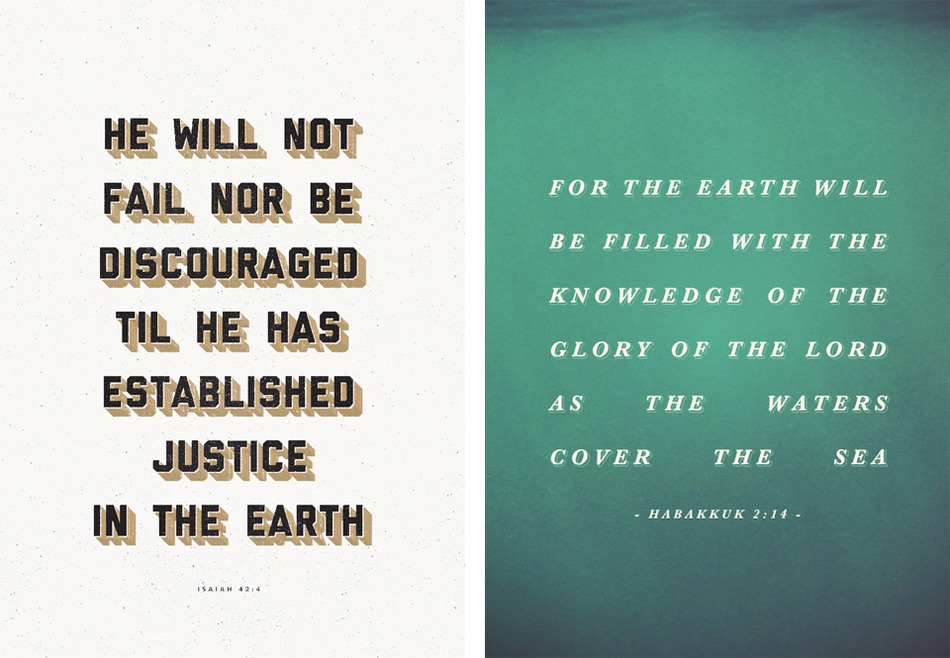 HE WILL NOT
FAIL NOR BE
DISCOURAGED
TIL HE HAS
ESTABLISHED
JUSTICE
IN THE EARTH
ISAIAH 42:4
FOR THE EARTH WILL
BE FILLED WITH THE
KNOWLEDGE OF THE
GLORY OF THE LORD
AS THE WATERS
COVER THE SEA
- HABAKKUK 2:14 -